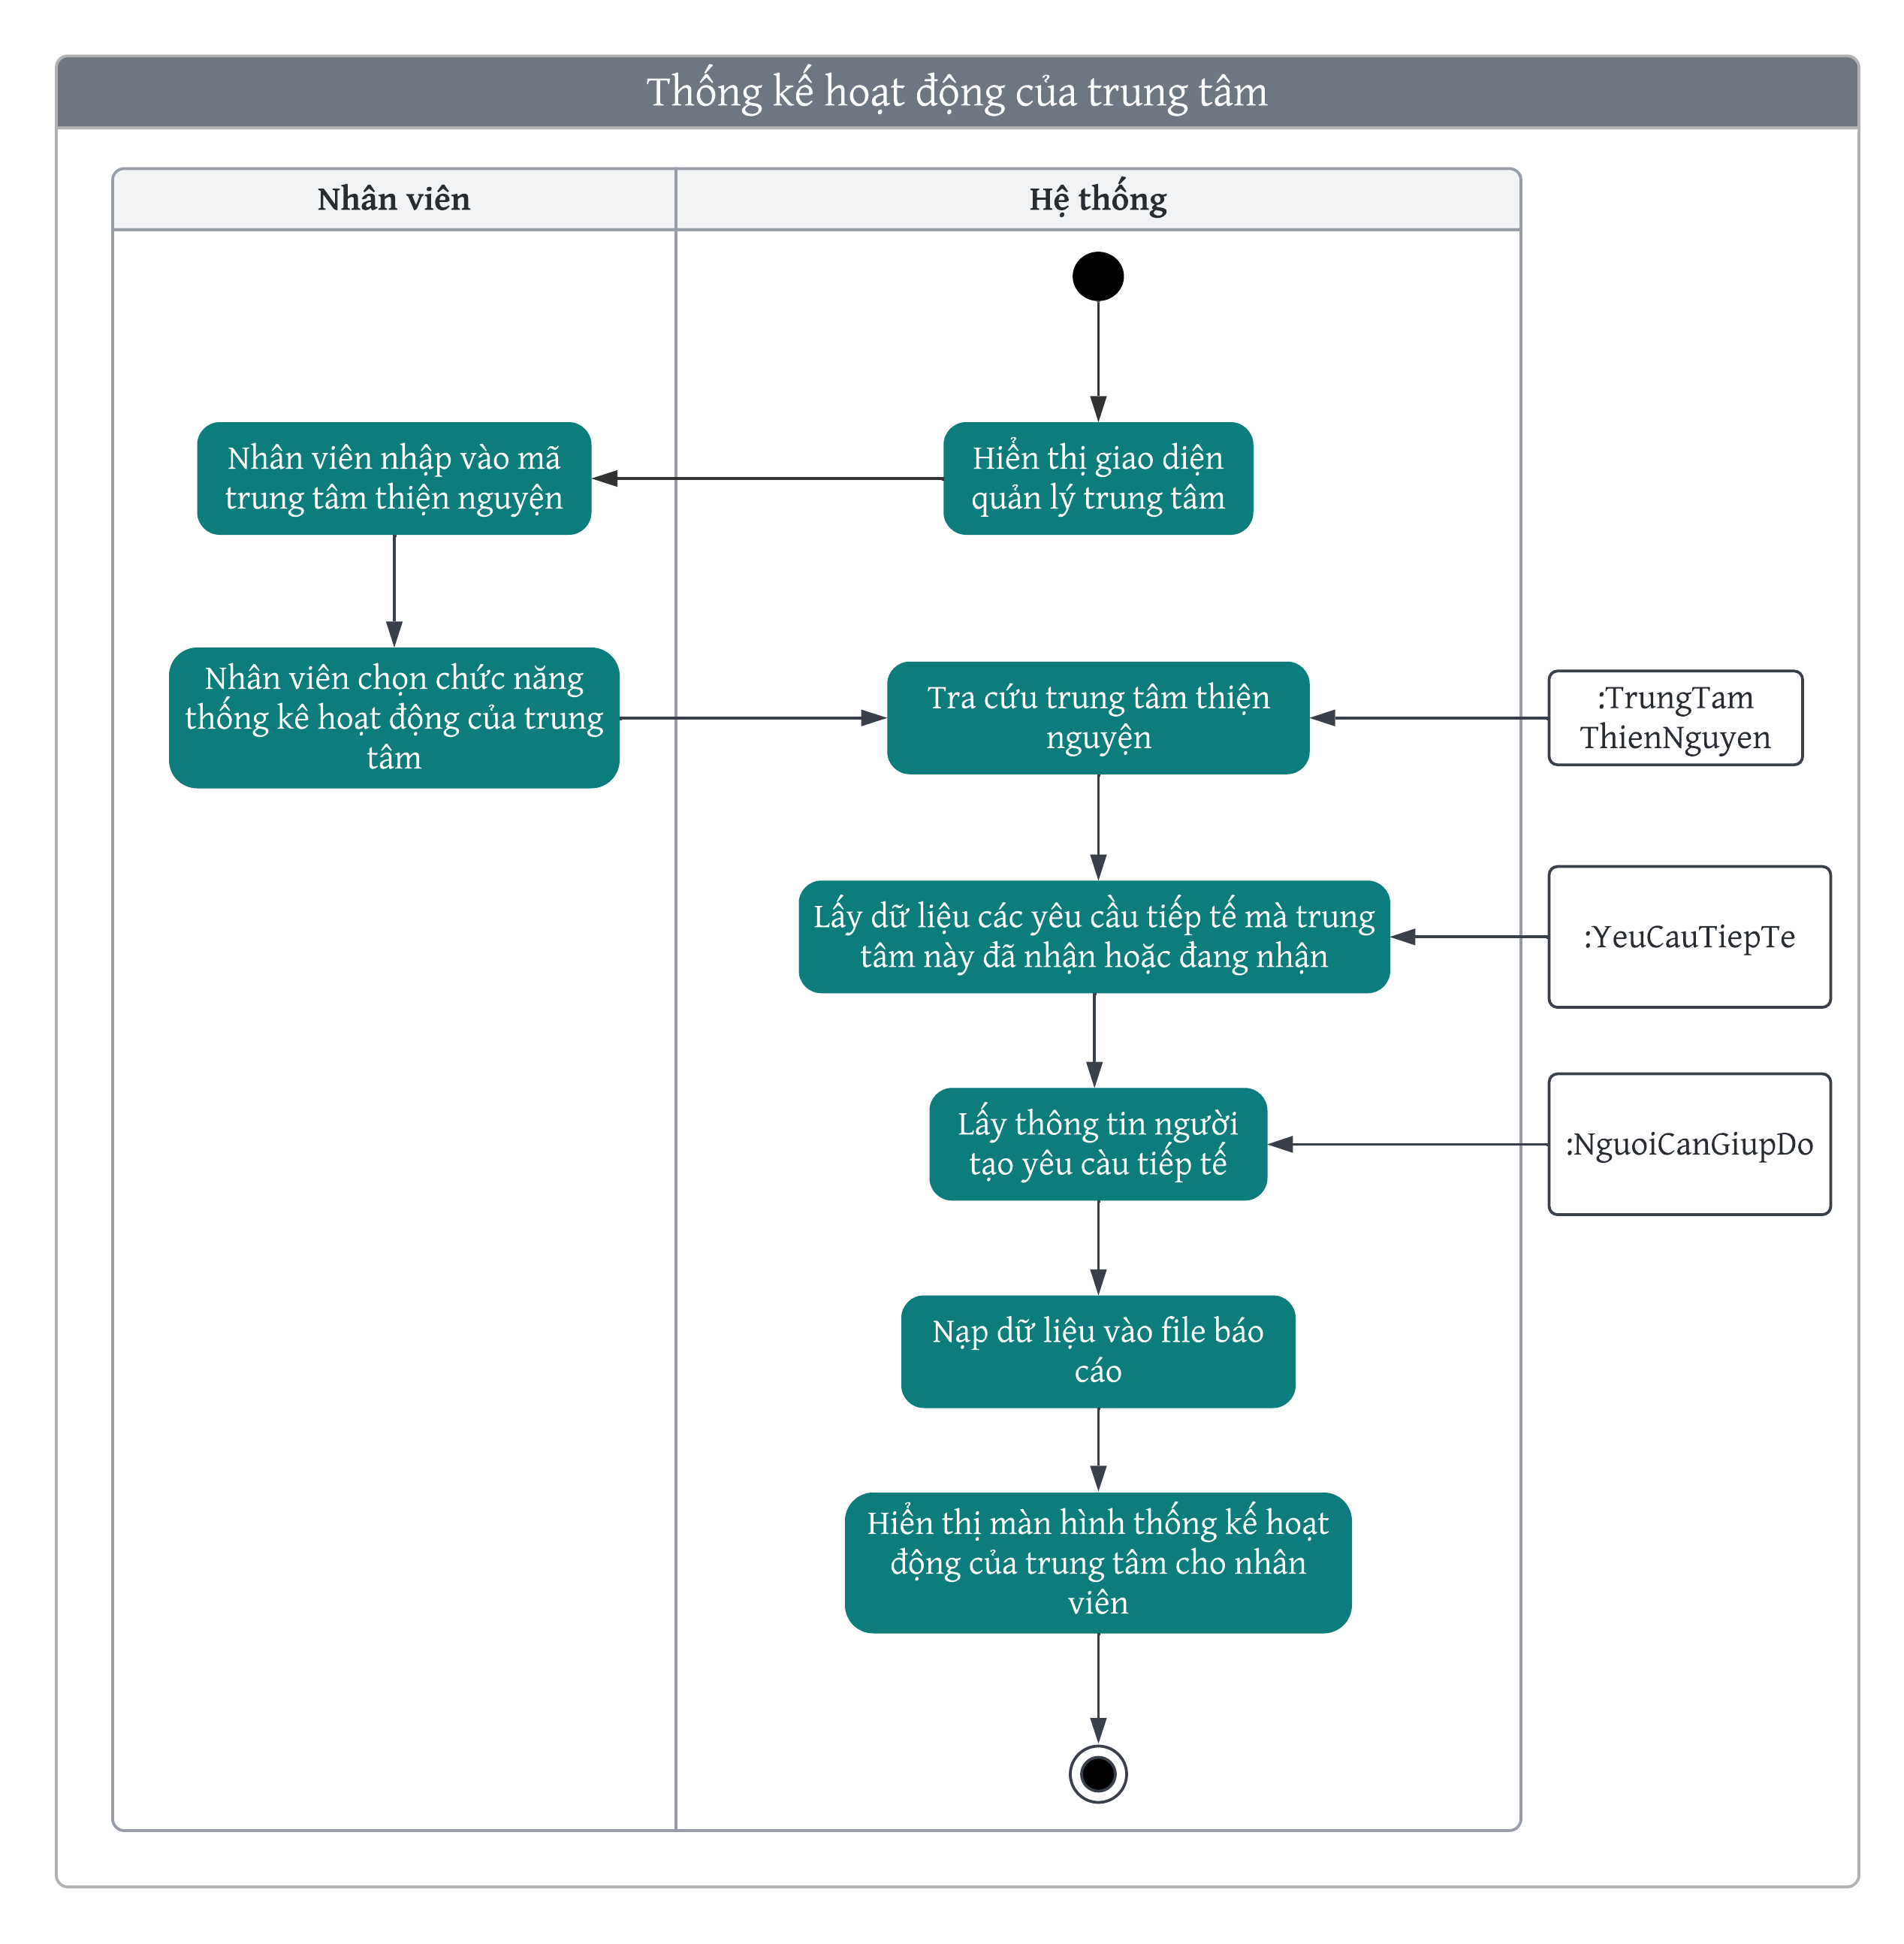 Thống kế hoạt động của trung tâm
Nhân viên
Hệ thống
Nhân viên nhập vào mã
trung tâm thiện nguyện
Hiển thị giao diện
quản lý trung tâm
Nhân viên chọn chức năng
thống kê hoạt động của trung
tâm
Tra cứu trung tâm thiện
nguyện
:TrungTam
ThienNguyen
Lấy dữ liệu các yêu cầu tiếp tế mà trung
tâm này đã nhận hoặc đang nhận
:YeuCauTiepTe
Lấy thông tin người
tạo yêu càu tiếp tế
:NguoiCanGiupDo
Nạp dữ liệu vào file báo
cáo
Hiển thị màn hình thống kế hoạt
động của trung tâm cho nhân
viên